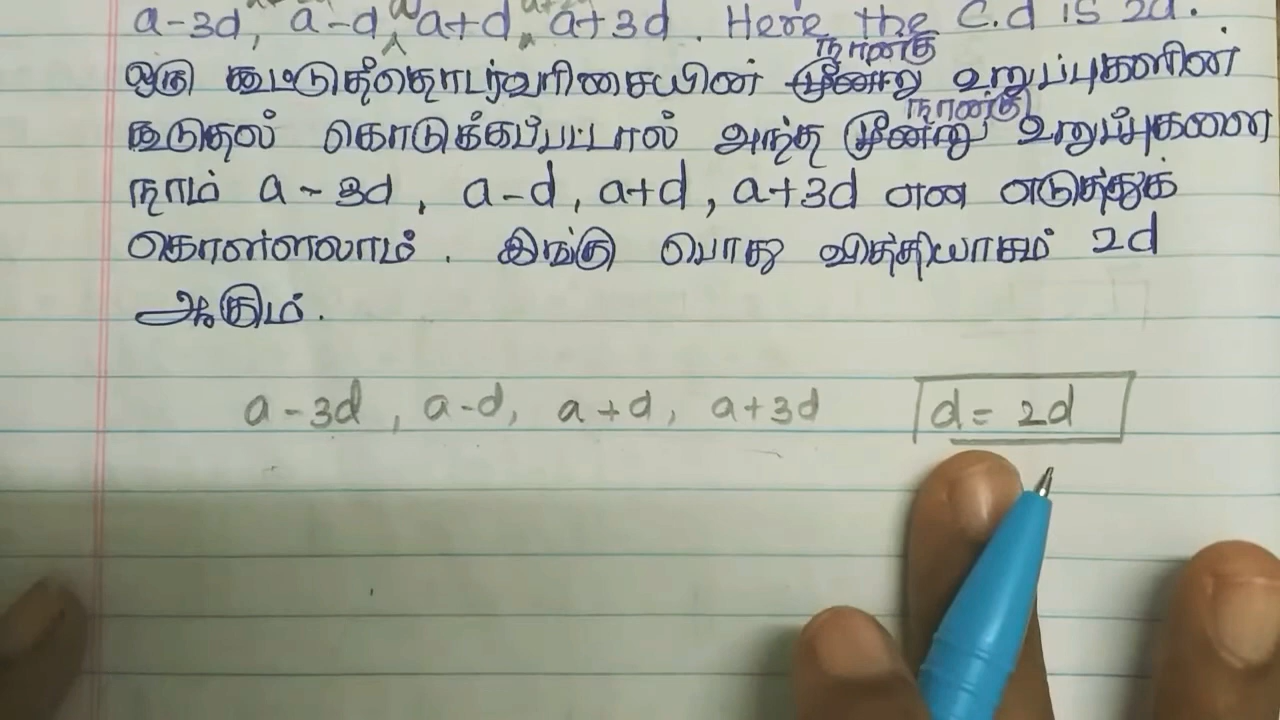 a-3d, a-d, a+d, a+3d. Here the C.d is 2d.
நான்கு
ஒரு கூட்டுத்தொடர்வரிசையின் மூன்று உறுப்புகளின்
நான்கு
கூடுதல் கொடுக்கப்பட்டால் அந்த மூன்று உறுப்புகளை
நாம் a-3d, a-d, a+d, a+3d என எடுத்துக்
கொள்ளலாம். இங்கு பொது வித்தியாசம் 2d
ஆகும்.
a-3d, a-d, a+d, a+3d d= 2d